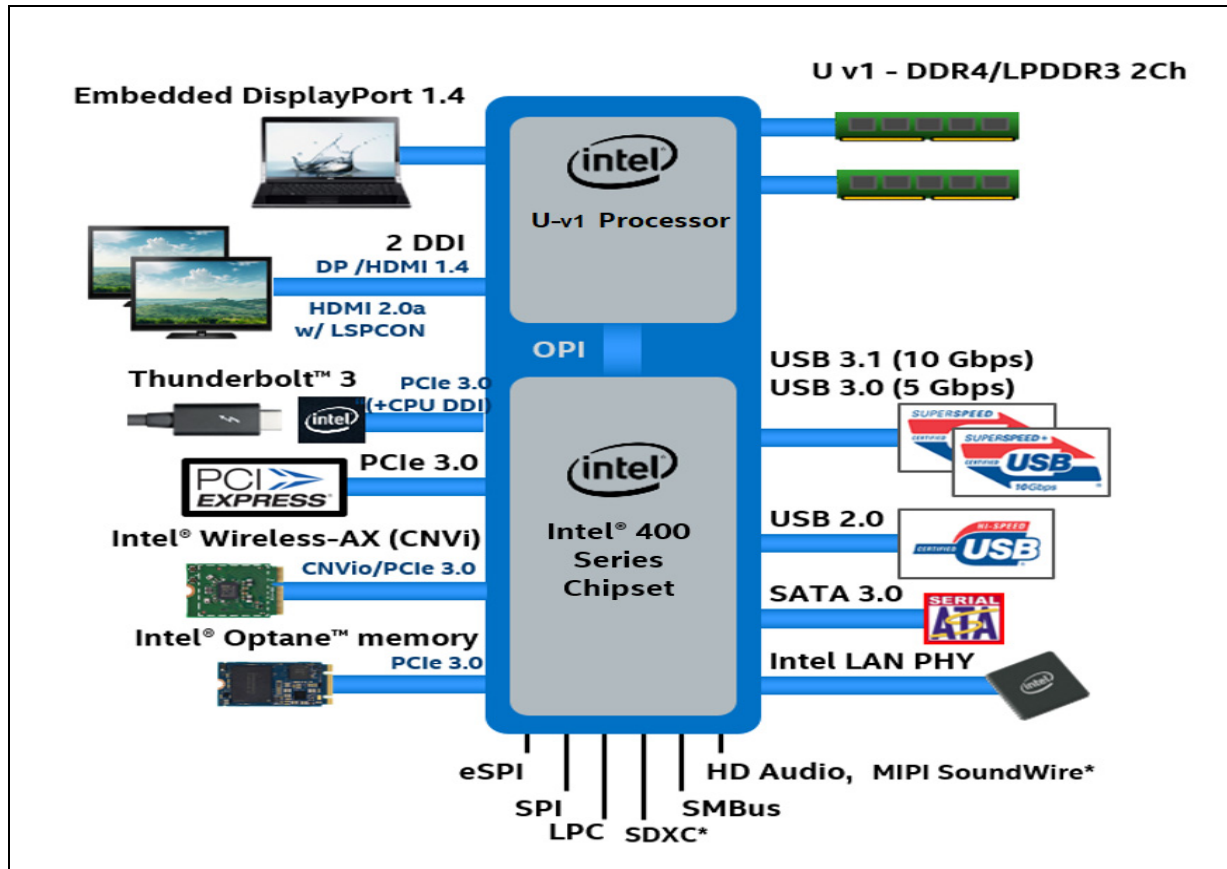 U v1 - DDR4/LPDDR3 2Ch
Embedded DisplayPort 1.4
intel®
U-v1 Processor
2 DDI
DP /HDMI 1.4
HDMI 2.0a
w/ LSPCON
OPI
Thunderbolt™ 3
PCIe 3.0
(+CPU DDI)
intel
PCIe 3.0
PCI
EXPRESS®
Intel® Wireless-AX (CNVi)
CNVio/PCIe 3.0
Intel® Optane™ memory
PCIe 3.0
intel®
Intel® 400
Series
Chipset
USB 3.1 (10 Gbps)
USB 3.0 (5 Gbps)
SUPERSPEED
CERTIFIED
SUPERSPEED+
CERTIFIED USB
10Gbps
USB 2.0
HI-SPEED
CERTIFIED USB
SATA 3.0
SERIAL
ATA
Intel LAN PHY
intel
eSPI
SPI
LPC
SDXC*
SMBus
HD Audio, MIPI SoundWire*